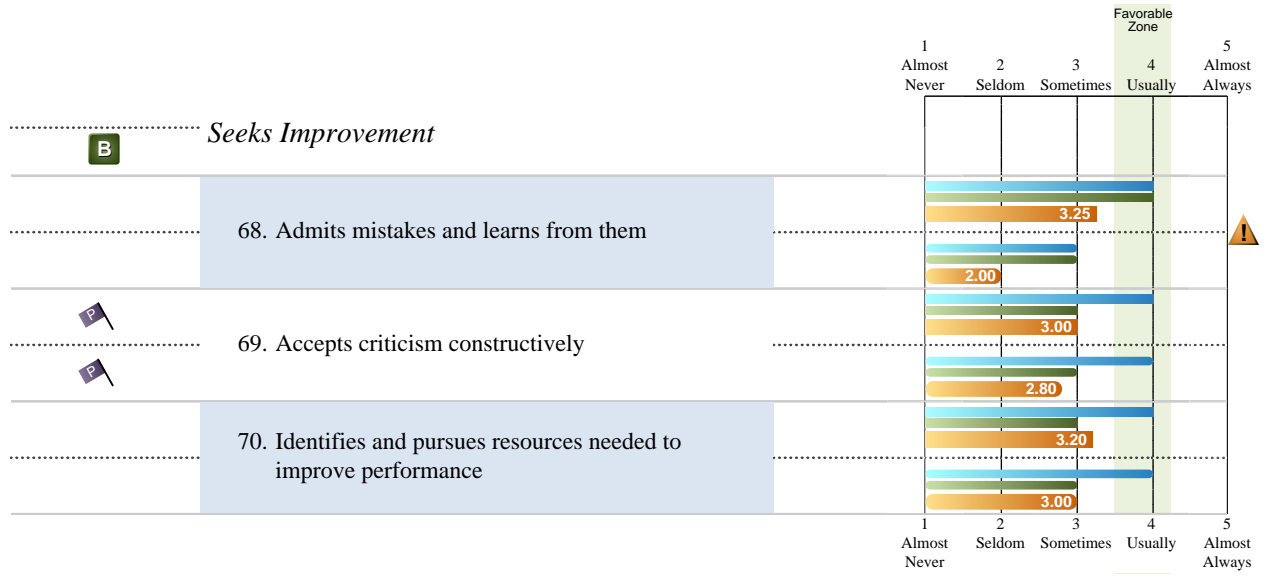 Favorable
Zone
1
Almost
Never
2
Seldom
3
Sometimes
4
Usually
5
Almost
Always
B
Seeks Improvement
68. Admits mistakes and learns from them
3.25
!
2.00
P
69. Accepts criticism constructively
3.00
P
2.80
70. Identifies and pursues resources needed to
improve performance
3.20
3.00
1
Almost
Never
2
Seldom
3
Sometimes
4
Usually
5
Almost
Always